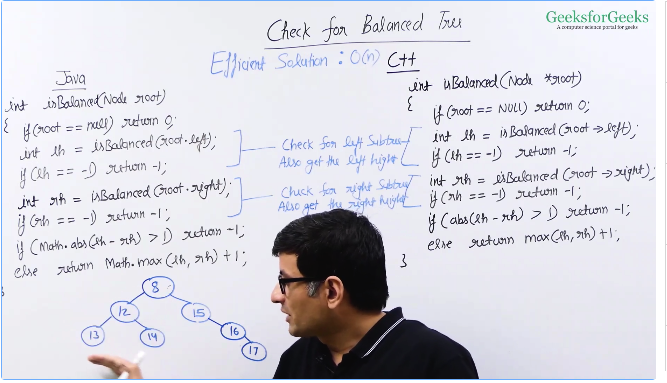 Check for Balanced Tree
GeeksforGeeks
A computer science portal for geeks
Efficient Solution : O(n)
Java
int isBalanced(Node root)
{
if(root == null) return 0;
int lh = isBalanced(root.left);
if(lh == -1) return -1;
int rh = isBalanced(root.right);
if(rh == -1) return -1;
if (Math.abs(lh - rh) > 1) return -1;
else return Math.max(lh, rh) + 1;
}
Check for left Subtree
Also get the left height
Check for right Subtree
Also get the right height
C++
int isBalanced(Node *root)
{
if(root == NULL) return 0;
int lh = isBalanced(root→left);
if(lh == -1) return -1;
int rh = isBalanced(root→right);
if(rh == -1) return -1;
if(abs(lh - rh) > 1) return -1;
else return max(lh, rh) + 1;
}
8
12 15
13 14 16
17